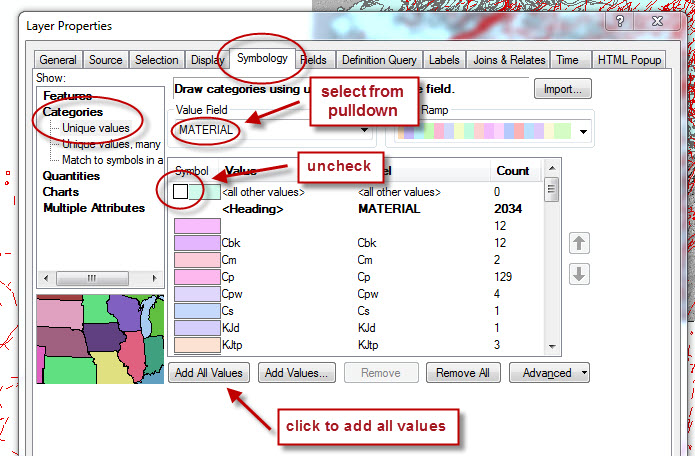 Layer Properties
General Source Selection Display Symbology Fields Definition Query Labels Joins & Relates Time HTML Popup
Show:
Features
Categories
Unique values
Unique values, many
Match to symbols in a
Quantities
Charts
Multiple Attributes
Draw categories using u e field.
Import...
select from
pulldown
Value Field
MATERIAL
Ramp
uncheck
Symbol Value el Count
<all other values> <all other values> 0
<Heading> MATERIAL 2034
12
Cbk Cbk 12
Cm Cm 2
Cp Cp 129
Cpw Cpw 4
Cs Cs 1
KJd KJd 1
KJtp KJtp 3
Add All Values Add Values... Remove Remove All Advanced
click to add all values